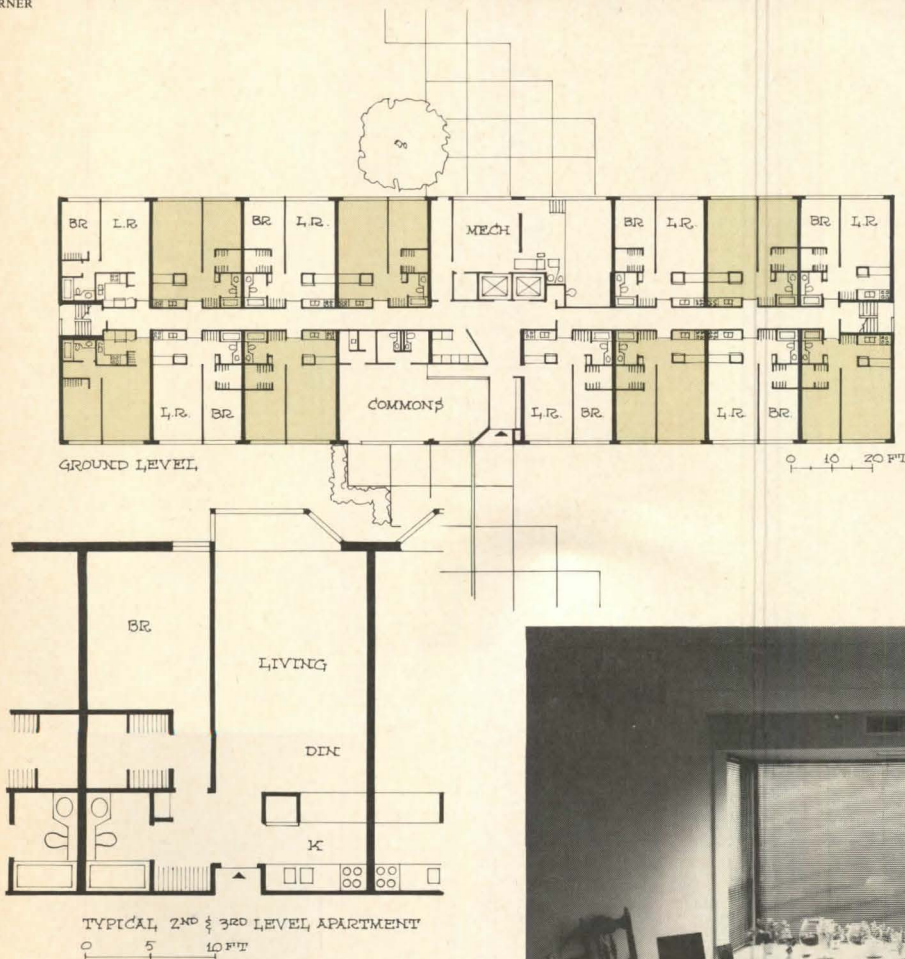 RNER
BR L.R. BR L.R. MECH BR L.R. BR L.R.
L.R. BR COMMONS L.R. BR L.R. BR.
GROUND LEVEL
0 10 20 FT
BR
LIVING
DIN
K
TYPICAL 2ND & 3RD LEVEL APARTMENT
0 5 10 FT